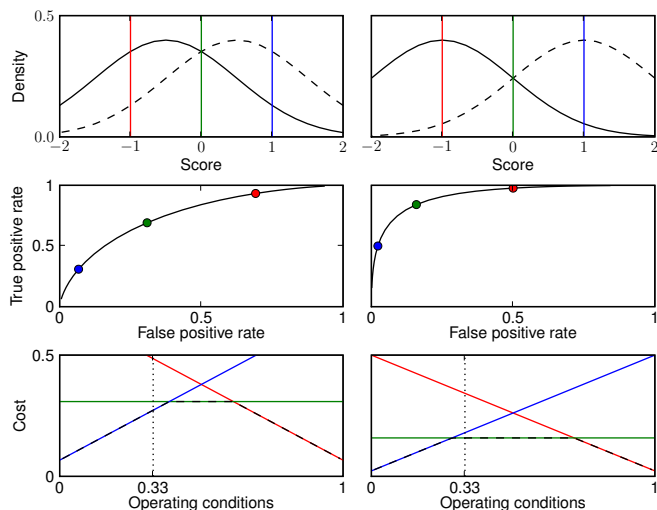 0.5
Density
0.0
−2 −1 0 1 2
Score
−2 −1 0 1 2
Score
1
True positive rate
0.5
0
0 0.5 1
False positive rate
0 0.5 1
False positive rate
0.5
Cost
0
0 0.33 1
Operating conditions
0 0.33 1
Operating conditions